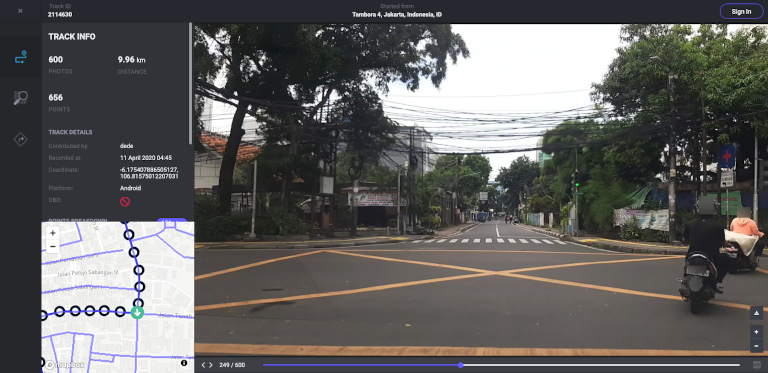 Track ID
2114630
Started from
Tambora 4, Jakarta, Indonesia, ID
Sign In
TRACK INFO
600
PHOTOS
9.96 km
DISTANCE
656
POINTS
TRACK DETAILS
Contributed by: dede
Recorded at: 11 April 2020 04:45
Coordinate: -6.175407886505127,
106.81575012207031
Platform: Android
OBD:
POINTS BREAKDOWN
Jalan Petojo Sabangan IV
mapbox
249 / 600